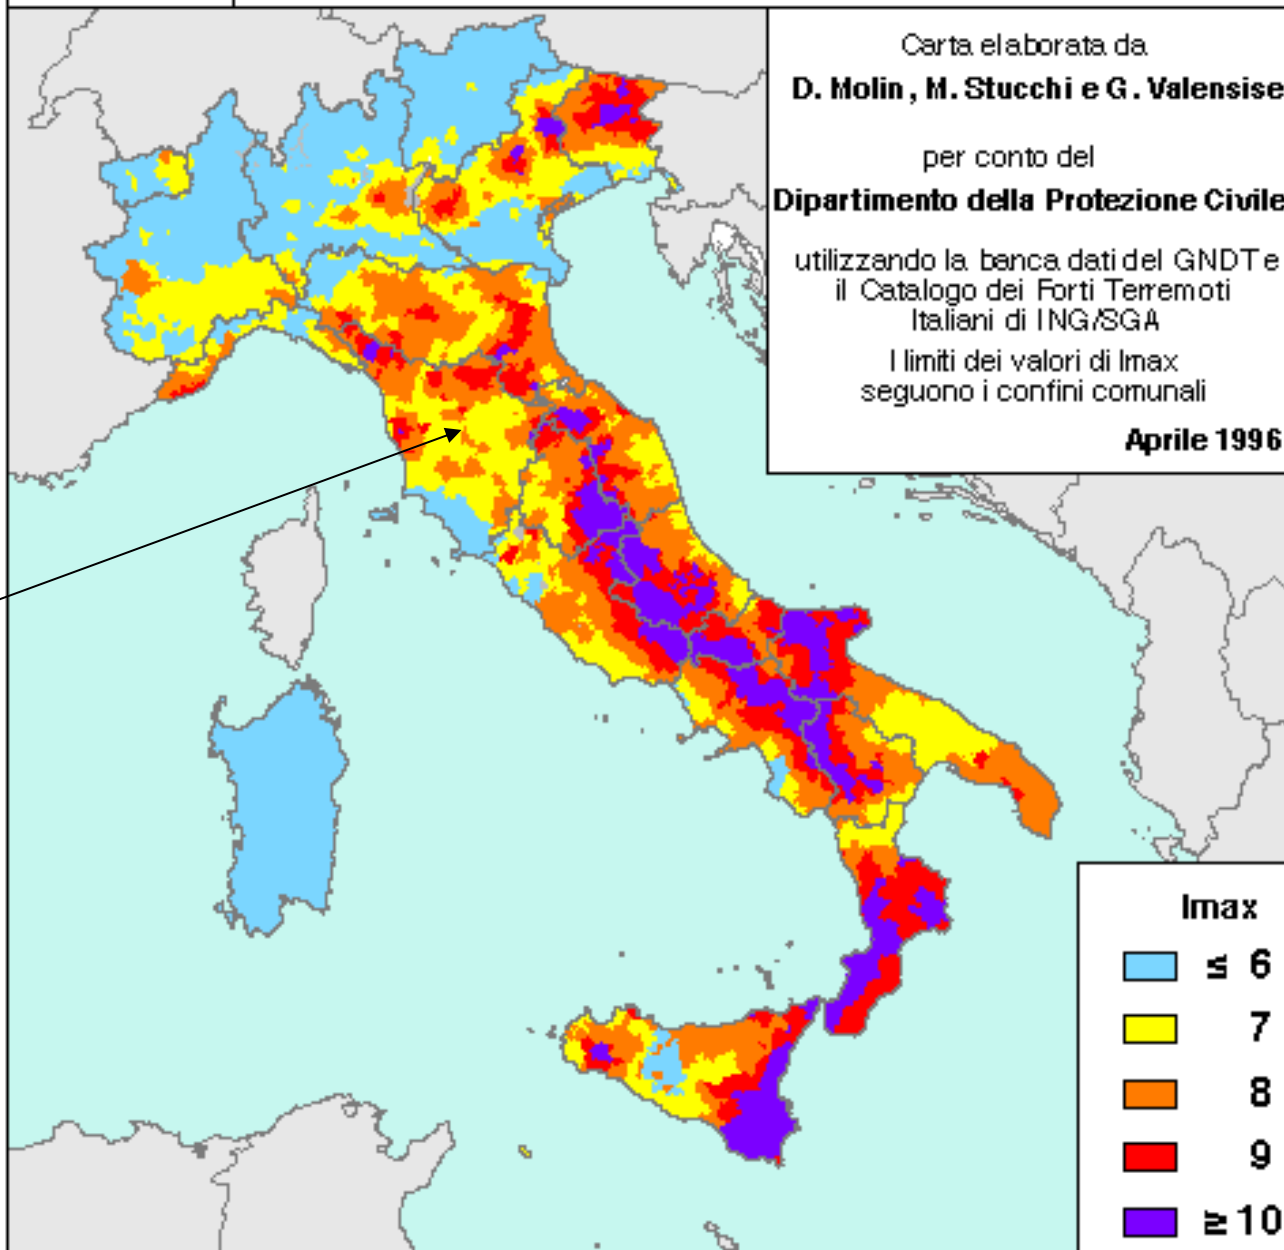 Carta elaborata da
D. Molin, M. Stucchi e G. Valensise
per conto del
Dipartimento della Protezione Civile
utilizzando la banca dati del GNDT e
il Catalogo dei Forti Terremoti
Italiani di ING/SGA
I limiti dei valori di Imax
seguono i confini comunali
Aprile 1996
Imax
≤ 6
7
8
9
≥ 10